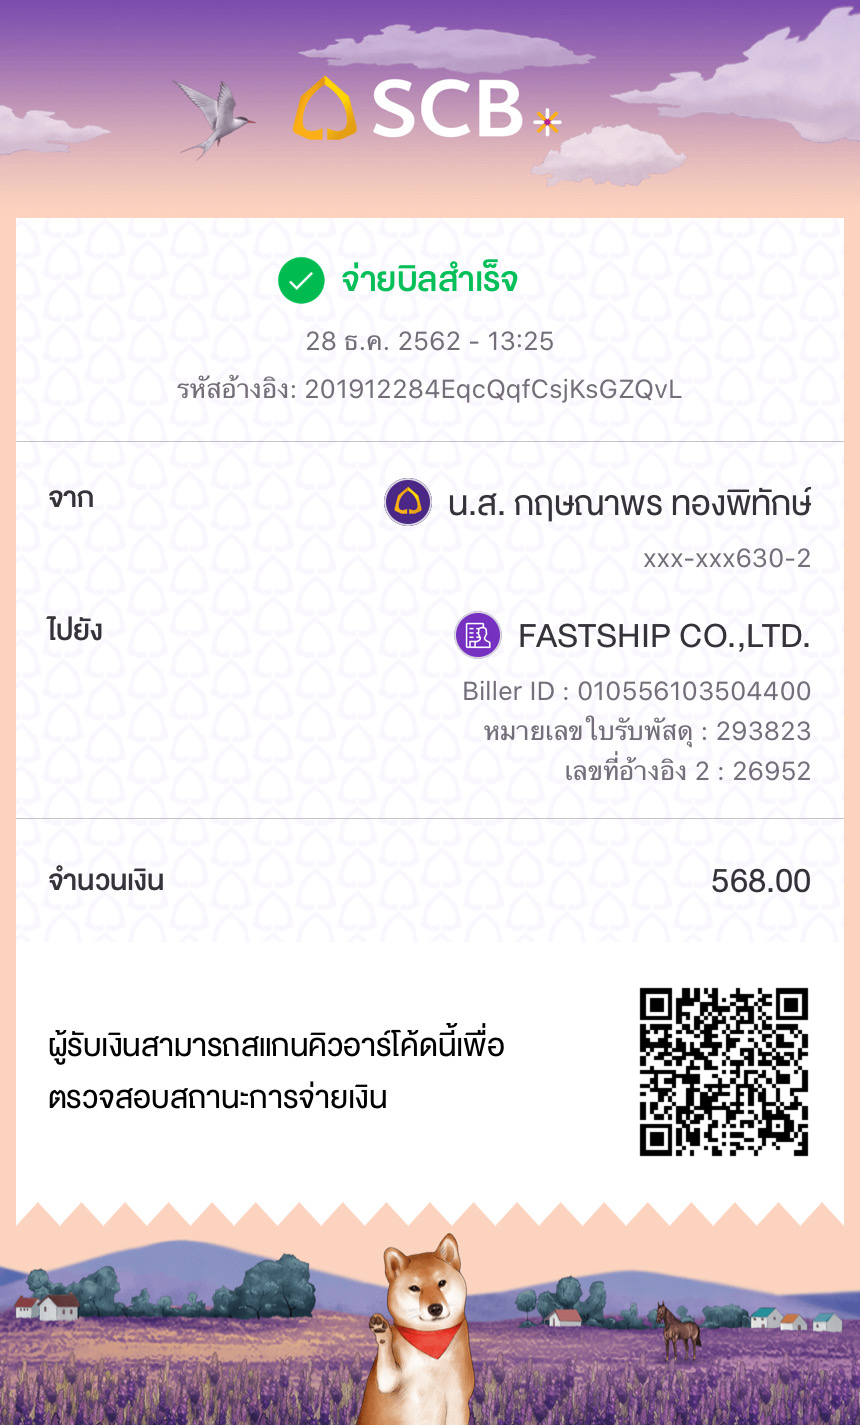 SCB
จ่ายบิลสำเร็จ
28 ธ.ค. 2562 - 13:25
รหัสอ้างอิง: 201912284EqcQqfCsjKsGZQvL
จาก
น.ส. กฤษณาพร ทองพิทักษ์
xxx-xxx630-2
ไปยัง
FASTSHIP CO.,LTD.
Biller ID : 010556103504400
หมายเลขใบรับพัสดุ : 293823
เลขที่อ้างอิง 2 : 26952
จำนวนเงิน 568.00
ผู้รับเงินสามารถสแกนคิวอาร์โค้ดนี้เพื่อ
ตรวจสอบสถานะการจ่ายเงิน